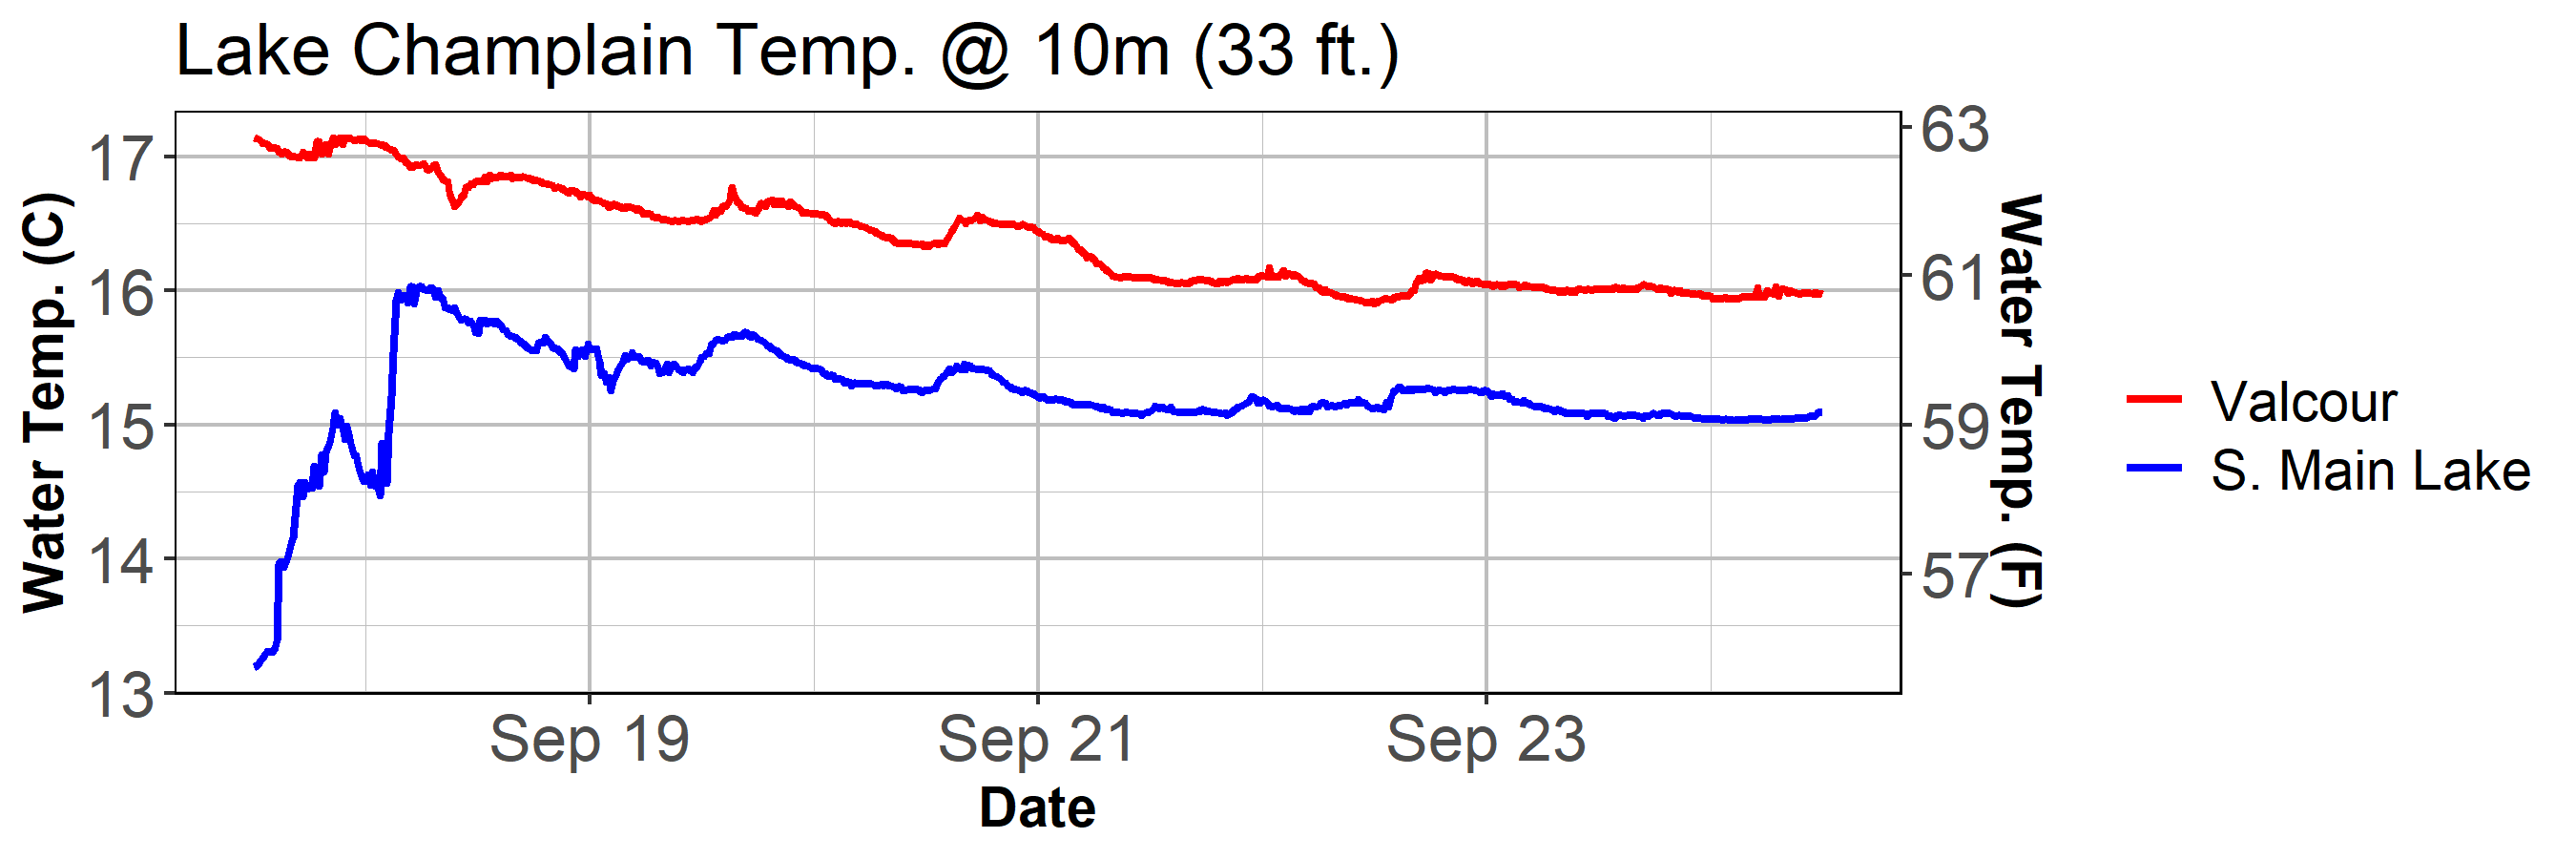 Lake Champlain Temp. @ 10m (33 ft.)
Water Temp. (C)
17
16
15
14
13
63
61
59
57
Water Temp. (F)
Sep 19
Sep 21
Sep 23
Date
Valcour
S. Main Lake